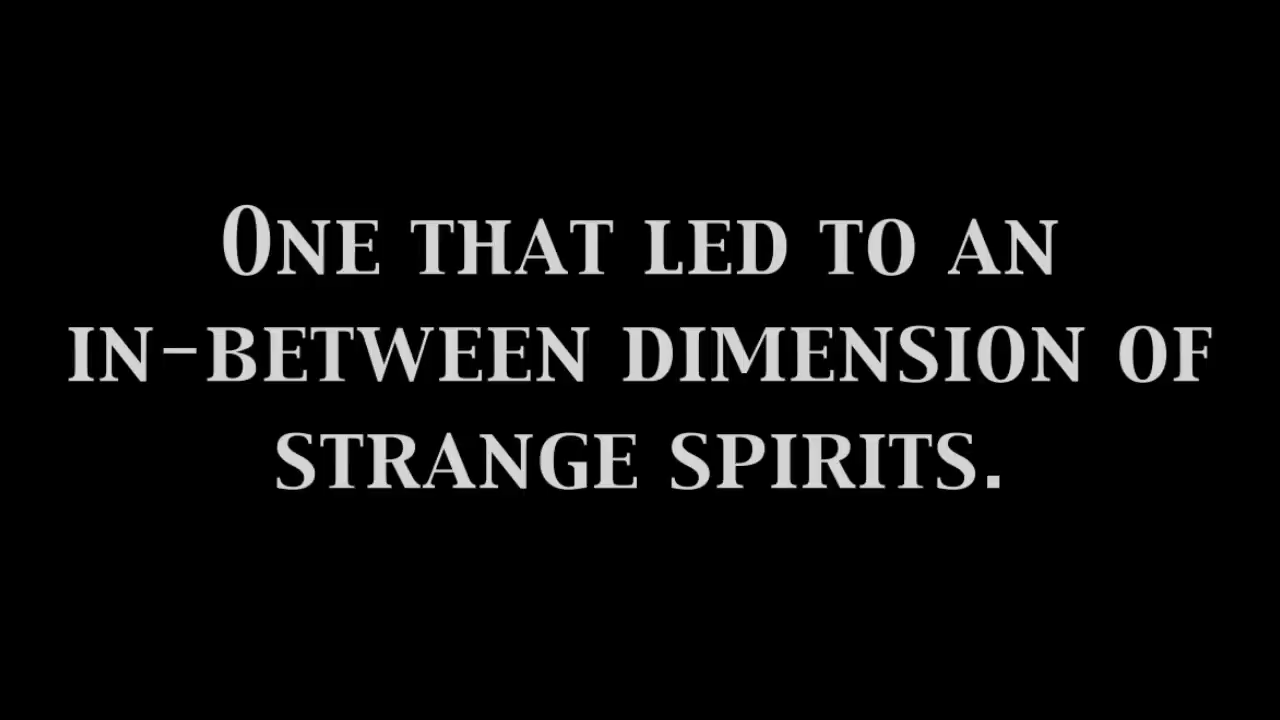 One that led to an
in-between dimension of
strange spirits.